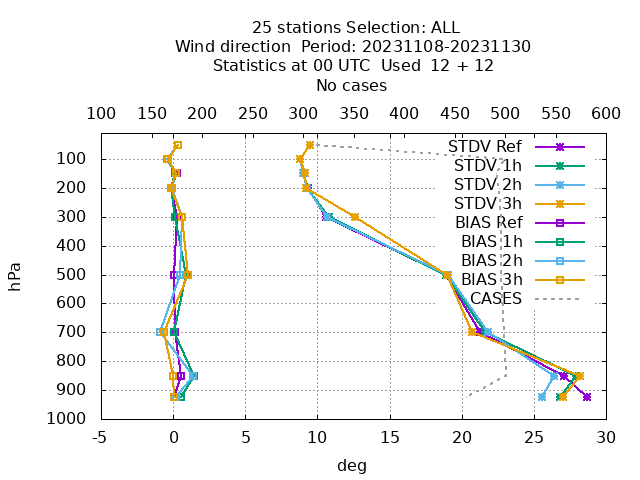 25 stations Selection: ALL
Wind direction  Period: 20231108-20231130
Statistics at 00 UTC  Used  12 + 12
No cases
100 150 200 250 300 350 400 450 500 550 600
STDV Ref
STDV 1h
STDV 2h
STDV 3h
BIAS Ref
BIAS 1h
BIAS 2h
BIAS 3h
CASES
hPa
100
200
300
400
500
600
700
800
900
1000
-5 0 5 10 15 20 25 30
deg